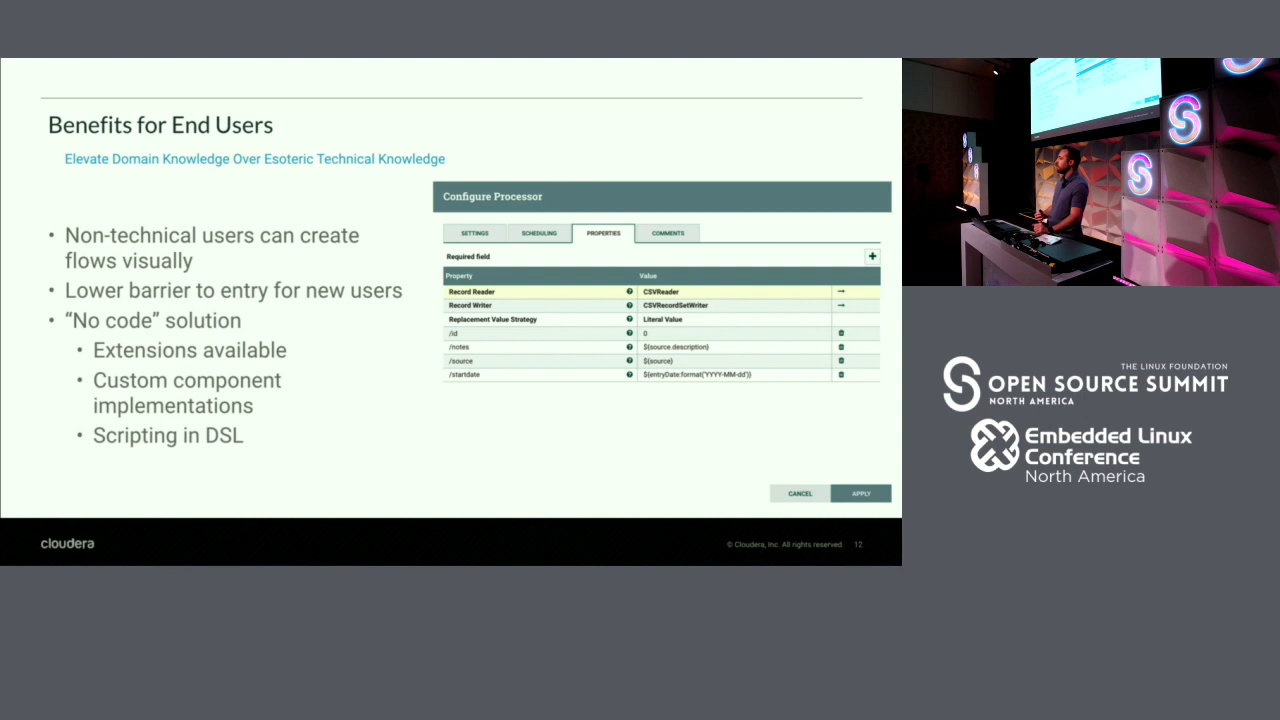 Benefits for End Users
Elevate Domain Knowledge Over Esoteric Technical Knowledge
• Non-technical users can create
flows visually
• Lower barrier to entry for new users
• “No code” solution
• Extensions available
• Custom component
implementations
• Scripting in DSL
Configure Processor
SETTINGS SCHEDULING PROPERTIES COMMENTS
Required field
Property Value
Record Reader CSVReader
Record Writer CSVRecordSetWriter
Replacement Value Strategy Literal Value
/id 0
/notes ${source.description}
/source ${source}
/startdate ${entryDate:format('YYYY-MM-dd')}
CANCEL APPLY
cloudera
© Cloudera, Inc. All rights reserved. 12
THE LINUX FOUNDATION
OPEN SOURCE SUMMIT
NORTH AMERICA
Embedded Linux
Conference
North America